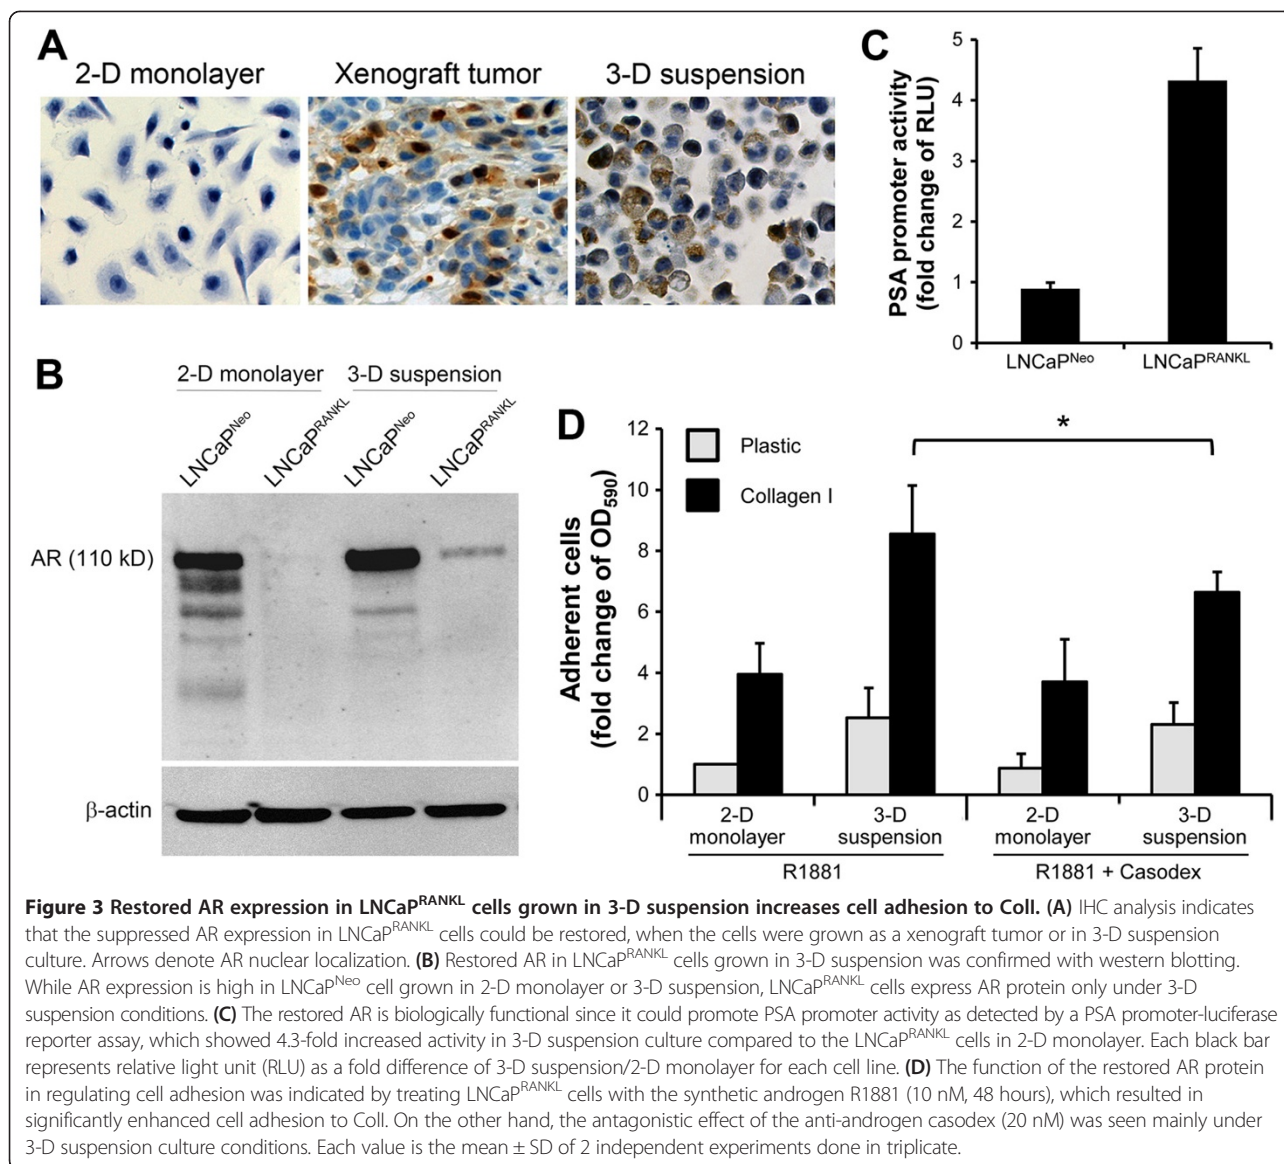 A
2-D monolayer
Xenograft tumor
3-D suspension
C
PSA promoter activity
(fold change of RLU)
5
4
3
2
1
0
LNCaPNeo
LNCaPRANKL
B
2-D monolayer
3-D suspension
LNCaPNeo
LNCaPRANKL
LNCaPNeo
LNCaPRANKL
AR (110 kD)
β-actin
D
Adherent cells
(fold change of OD590)
12
10
8
6
4
2
0
Plastic
Collagen I
*
2-D
monolayer
3-D
suspension
2-D
monolayer
3-D
suspension
R1881
R1881 + Casodex
Figure 3 Restored AR expression in LNCaPRANKL cells grown in 3-D suspension increases cell adhesion to ColI. (A) IHC analysis indicates
that the suppressed AR expression in LNCaPRANKL cells could be restored, when the cells were grown as a xenograft tumor or in 3-D suspension
culture. Arrows denote AR nuclear localization. (B) Restored AR in LNCaPRANKL cells grown in 3-D suspension was confirmed with western blotting.
While AR expression is high in LNCaPNeo cell grown in 2-D monolayer or 3-D suspension, LNCaPRANKL cells express AR protein only under 3-D
suspension conditions. (C) The restored AR is biologically functional since it could promote PSA promoter activity as detected by a PSA promoter-luciferase
reporter assay, which showed 4.3-fold increased activity in 3-D suspension culture compared to the LNCaPRANKL cells in 2-D monolayer. Each black bar
represents relative light unit (RLU) as a fold difference of 3-D suspension/2-D monolayer for each cell line. (D) The function of the restored AR protein
in regulating cell adhesion was indicated by treating LNCaPRANKL cells with the synthetic androgen R1881 (10 nM, 48 hours), which resulted in
significantly enhanced cell adhesion to ColI. On the other hand, the antagonistic effect of the anti-androgen casodex (20 nM) was seen mainly under
3-D suspension culture conditions. Each value is the mean ± SD of 2 independent experiments done in triplicate.